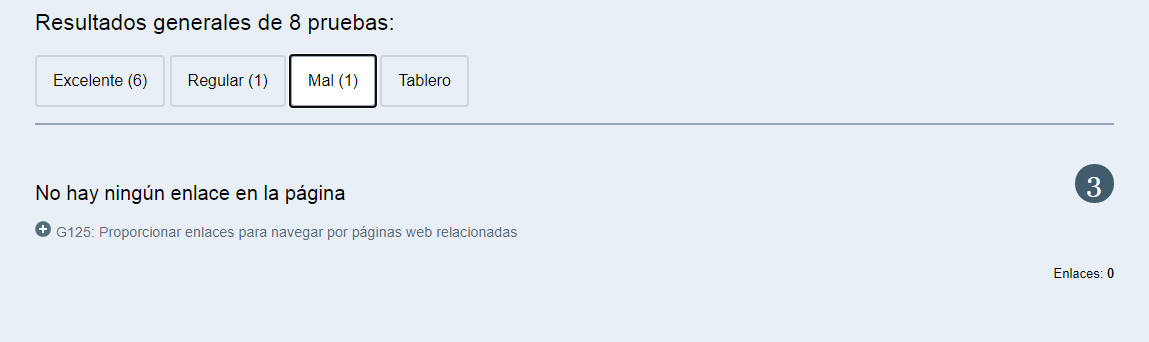 Resultados generales de 8 pruebas:
Excelente (6) Regular (1) Mal (1) Tablero
3
No hay ningún enlace en la página
G125: Proporcionar enlaces para navegar por páginas web relacionadas
Enlaces: 0